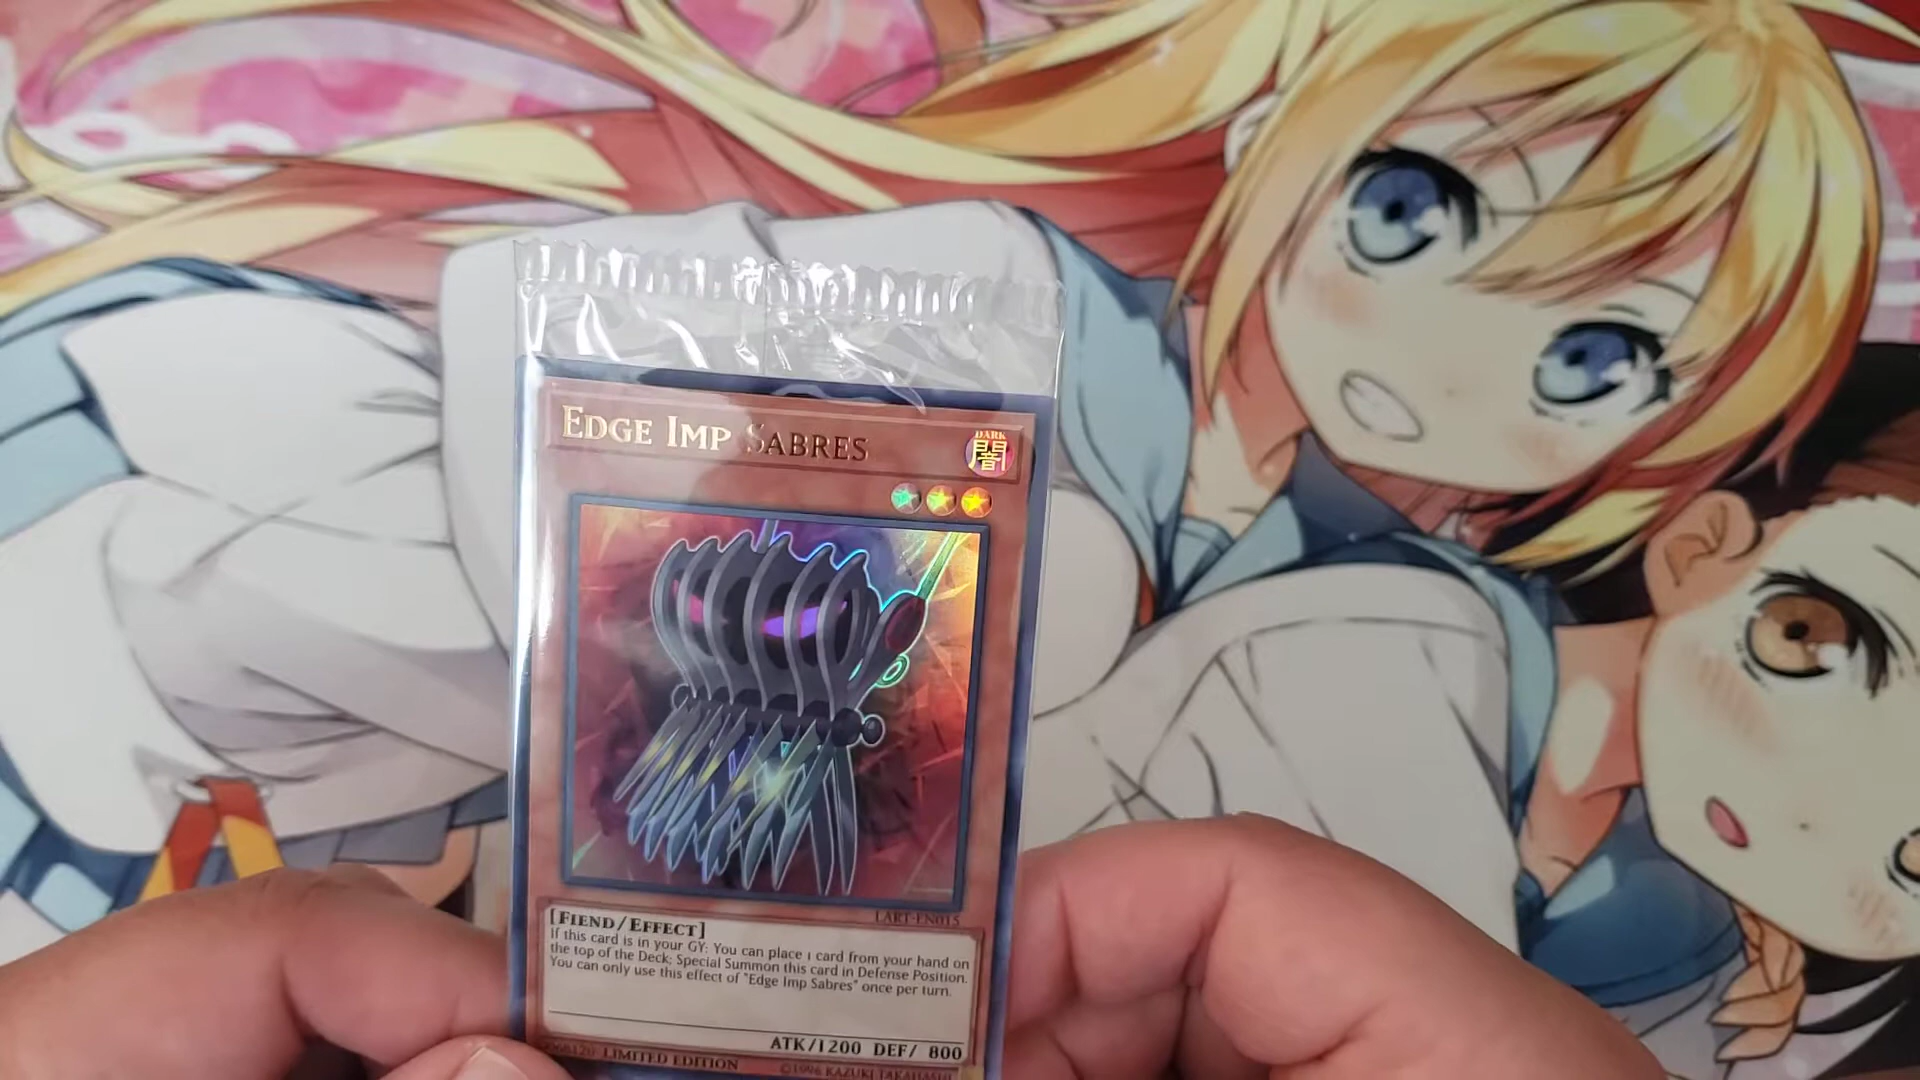 EDGE IMP SABRES
DARK
闇
LART-EN015
[FIEND/EFFECT]
If this card is in your GY: You can place 1 card from your hand on
the top of the Deck; Special Summon this card in Defense Position.
You can only use this effect of "Edge Imp Sabres" once per turn.
ATK/1200 DEF/ 800
LIMITED EDITION
©1996 KAZUKI TAKAHASHI